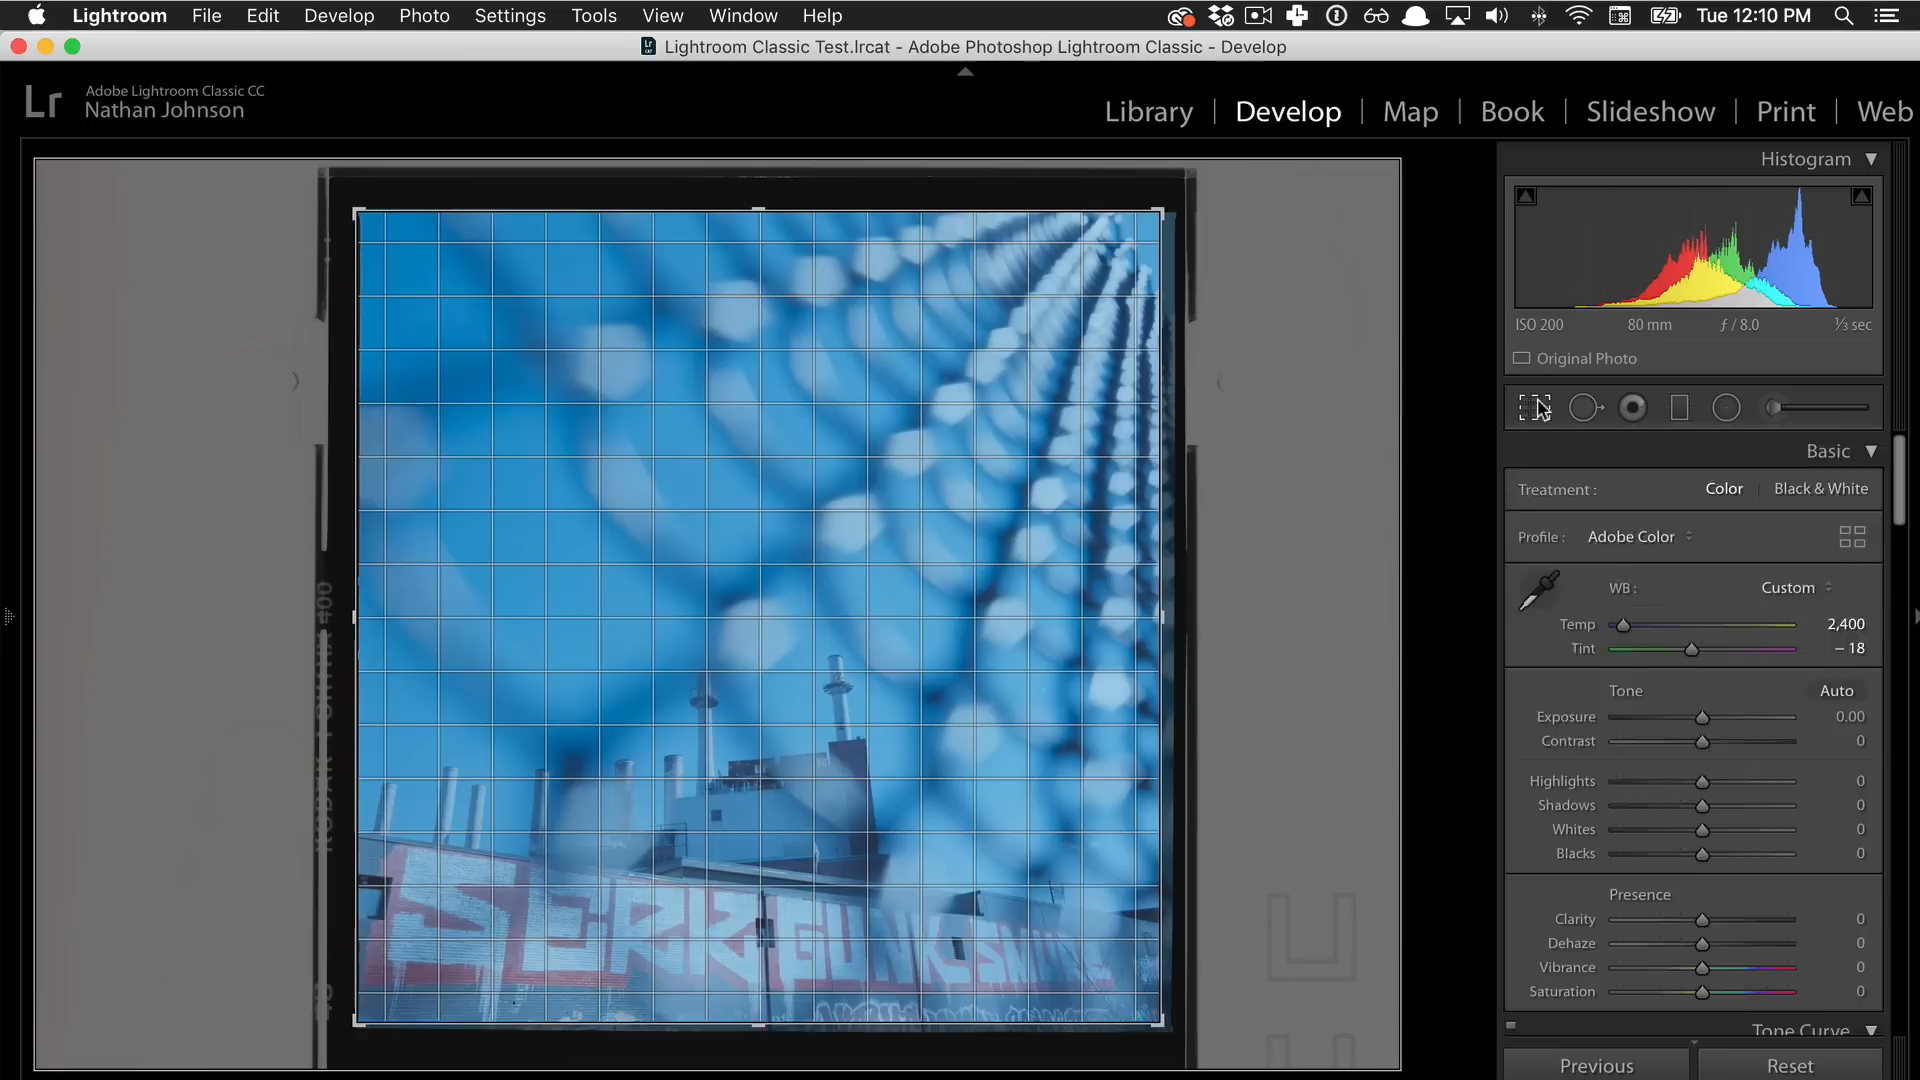 Lightroom File Edit Develop Photo Settings Tools View Window Help Tue 12:10 PM
Lightroom Classic Test.lrcat - Adobe Photoshop Lightroom Classic - Develop
Lr Adobe Lightroom Classic CC
Nathan Johnson
Library | Develop | Map | Book | Slideshow | Print | Web
Histogram
ISO 200 80 mm ƒ / 8.0 ⅓ sec
Original Photo
Basic
Treatment : Color | Black & White
Profile : Adobe Color
WB : Custom
Temp 2,400
Tint – 18
Tone Auto
Exposure 0.00
Contrast 0
Highlights 0
Shadows 0
Whites 0
Blacks 0
Presence
Clarity 0
Dehaze 0
Vibrance 0
Saturation 0
Tone Curve
Previous Reset
KODAK PORTRA 400